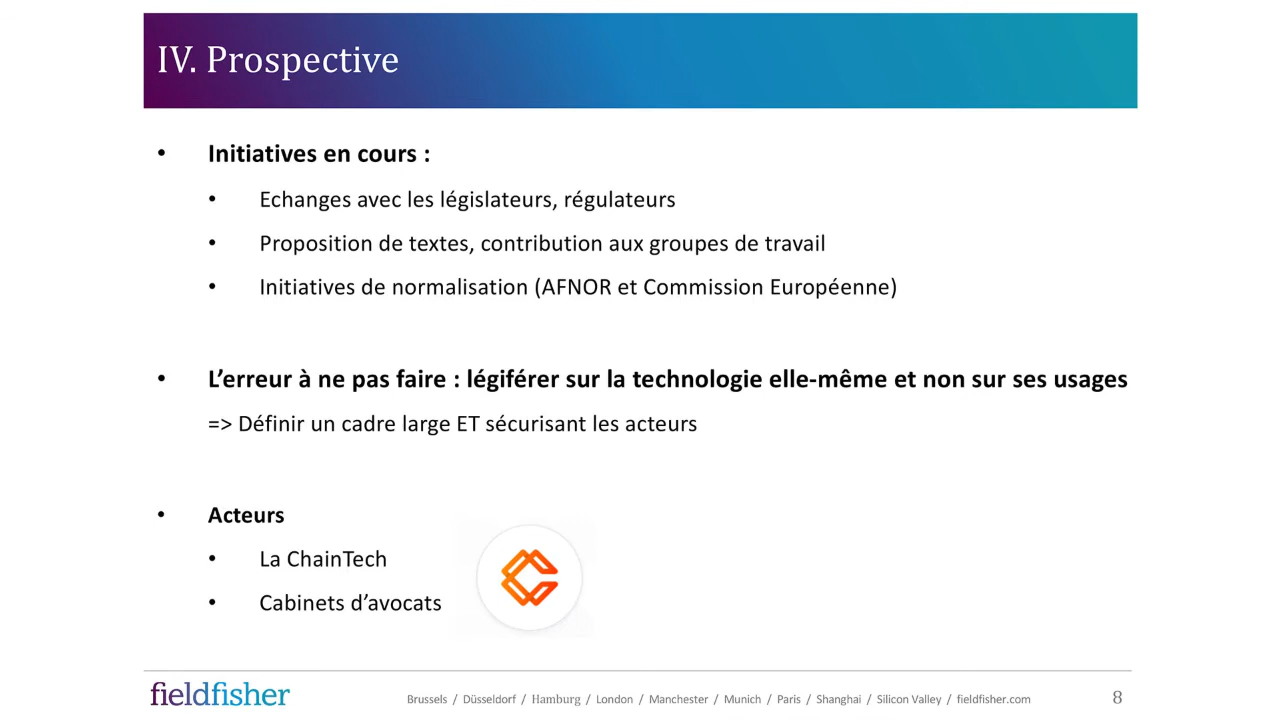 IV. Prospective
• Initiatives en cours :
• Echanges avec les législateurs, régulateurs
• Proposition de textes, contribution aux groupes de travail
• Initiatives de normalisation (AFNOR et Commission Européenne)
• L’erreur à ne pas faire : légiférer sur la technologie elle-même et non sur ses usages
=> Définir un cadre large ET sécurisant les acteurs
• Acteurs
• La ChainTech
• Cabinets d’avocats
fieldfisher
Brussels / Düsseldorf / Hamburg / London / Manchester / Munich / Paris / Shanghai / Silicon Valley / fieldfisher.com
8